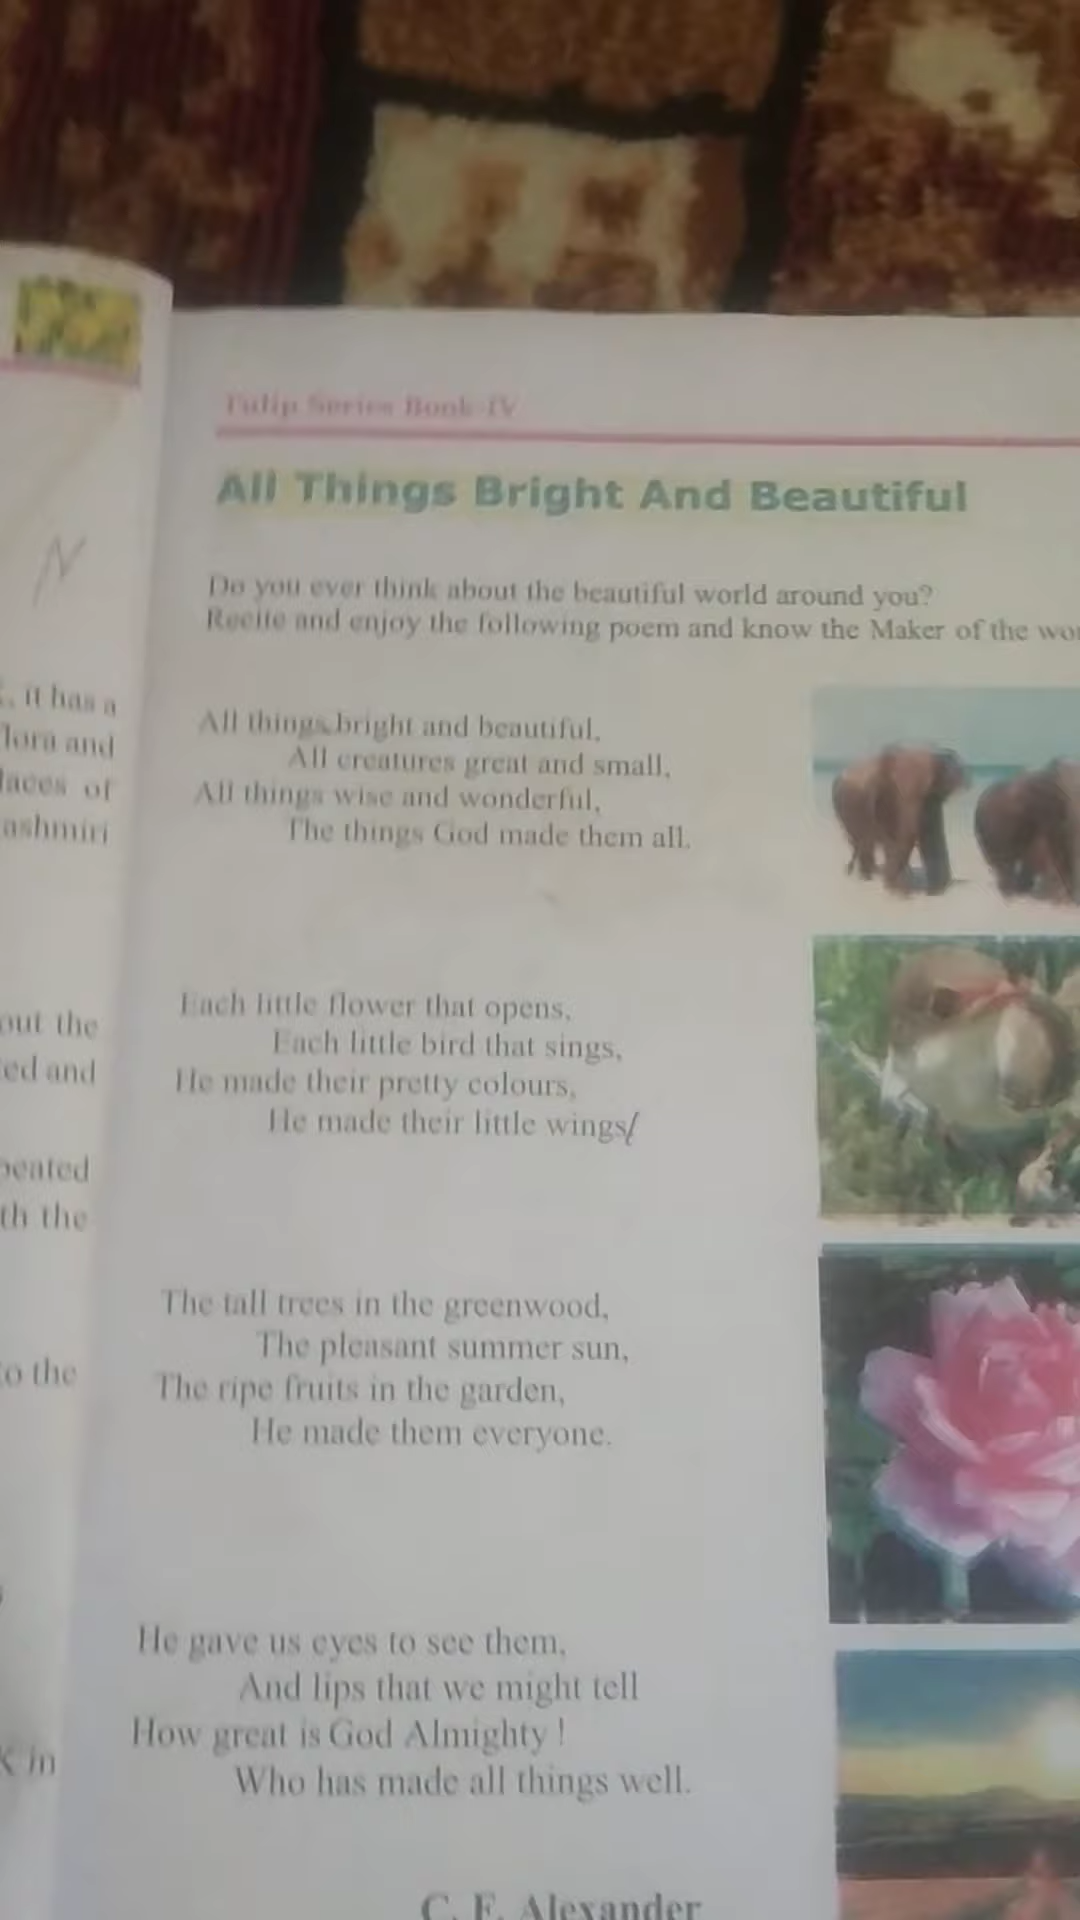 Tulip Series Book-IV
All Things Bright And Beautiful
Do you ever think about the beautiful world around you?
Recite and enjoy the following poem and know the Maker of the
All things bright and beautiful,
All creatures great and small,
All things wise and wonderful,
The things God made them all.
Each little flower that opens,
Each little bird that sings,
He made their pretty colours,
He made their little wings
The tall trees in the greenwood,
The pleasant summer sun,
The ripe fruits in the garden,
He made them everyone.
He gave us eyes to see them,
And lips that we might tell
How great is God Almighty !
Who has made all things well.
C. F. Alexander
N
, it has a
flora and
laces of
ashmiri
out the
ed and
peated
th the
to the
K in